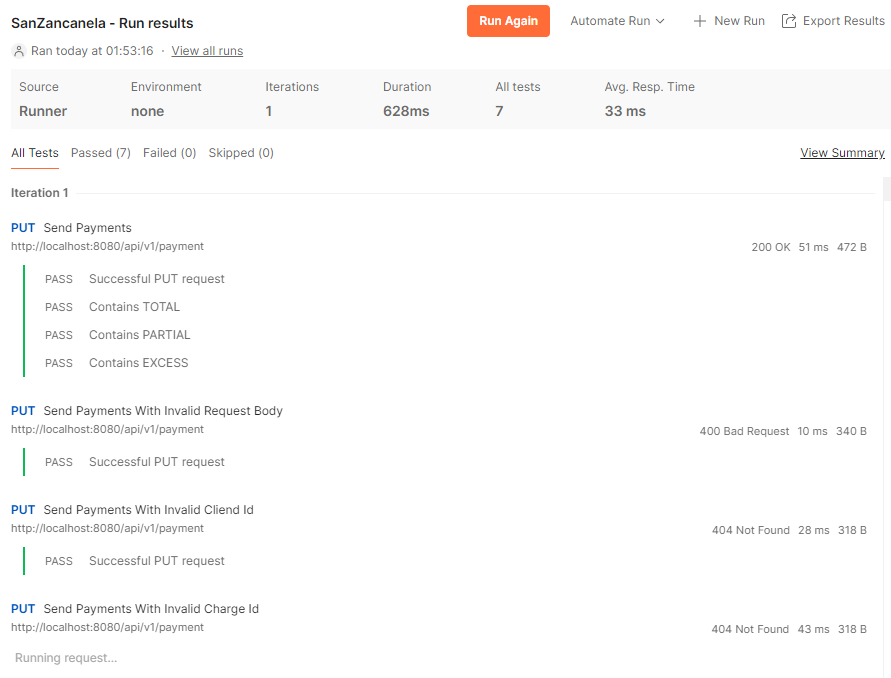 SanZancanela - Run results
Run Again Automate Run New Run Export Results
Ran today at 01:53:16 · View all runs
Source Environment Iterations Duration All tests Avg. Resp. Time
Runner none 1 628ms 7 33 ms
All Tests Passed (7) Failed (0) Skipped (0) View Summary
Iteration 1
PUT Send Payments
http://localhost:8080/api/v1/payment 200 OK 51 ms 472 B
PASS Successful PUT request
PASS Contains TOTAL
PASS Contains PARTIAL
PASS Contains EXCESS
PUT Send Payments With Invalid Request Body
http://localhost:8080/api/v1/payment 400 Bad Request 10 ms 340 B
PASS Successful PUT request
PUT Send Payments With Invalid Cliend Id
http://localhost:8080/api/v1/payment 404 Not Found 28 ms 318 B
PASS Successful PUT request
PUT Send Payments With Invalid Charge Id
http://localhost:8080/api/v1/payment 404 Not Found 43 ms 318 B
Running request...